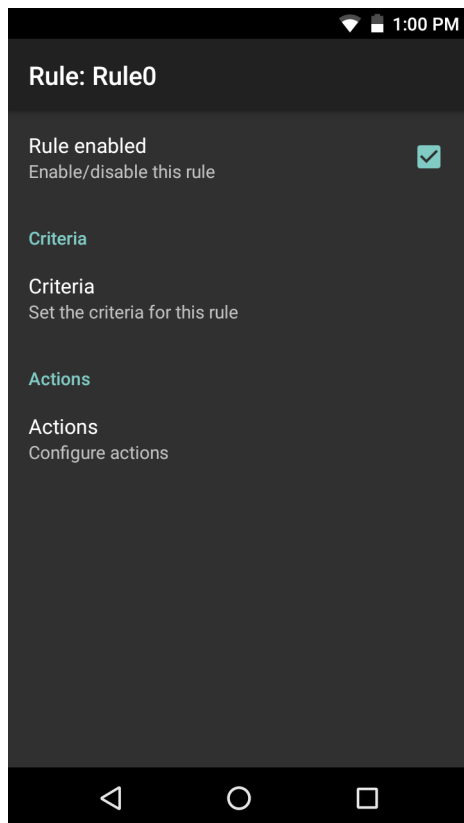 1:00 PM
Rule: Rule0
Rule enabled
Enable/disable this rule
Criteria
Criteria
Set the criteria for this rule
Actions
Actions
Configure actions